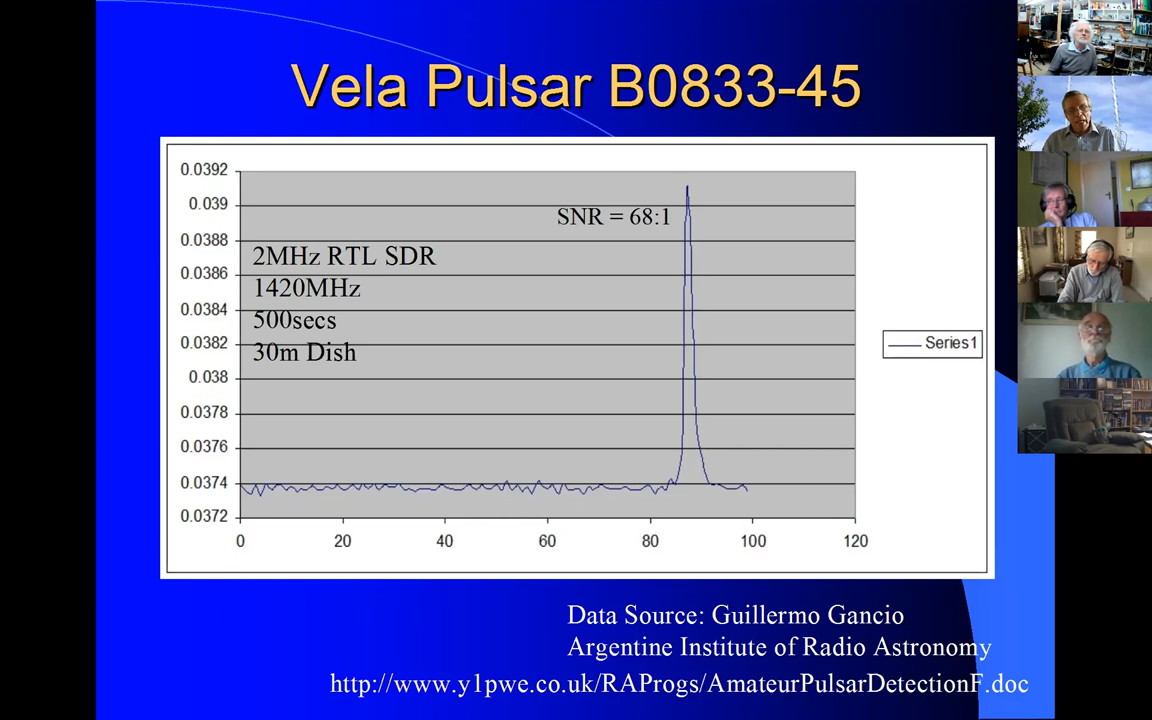 Vela Pulsar B0833-45
0.0392
0.039
0.0388
0.0386
0.0384
0.0382
0.038
0.0378
0.0376
0.0374
0.0372
SNR = 68:1
2MHz RTL SDR
1420MHz
500secs
30m Dish
Series1
0 20 40 60 80 100 120
Data Source: Guillermo Gancio
Argentine Institute of Radio Astronomy
http://www.y1pwe.co.uk/RAProgs/AmateurPulsarDetectionF.doc